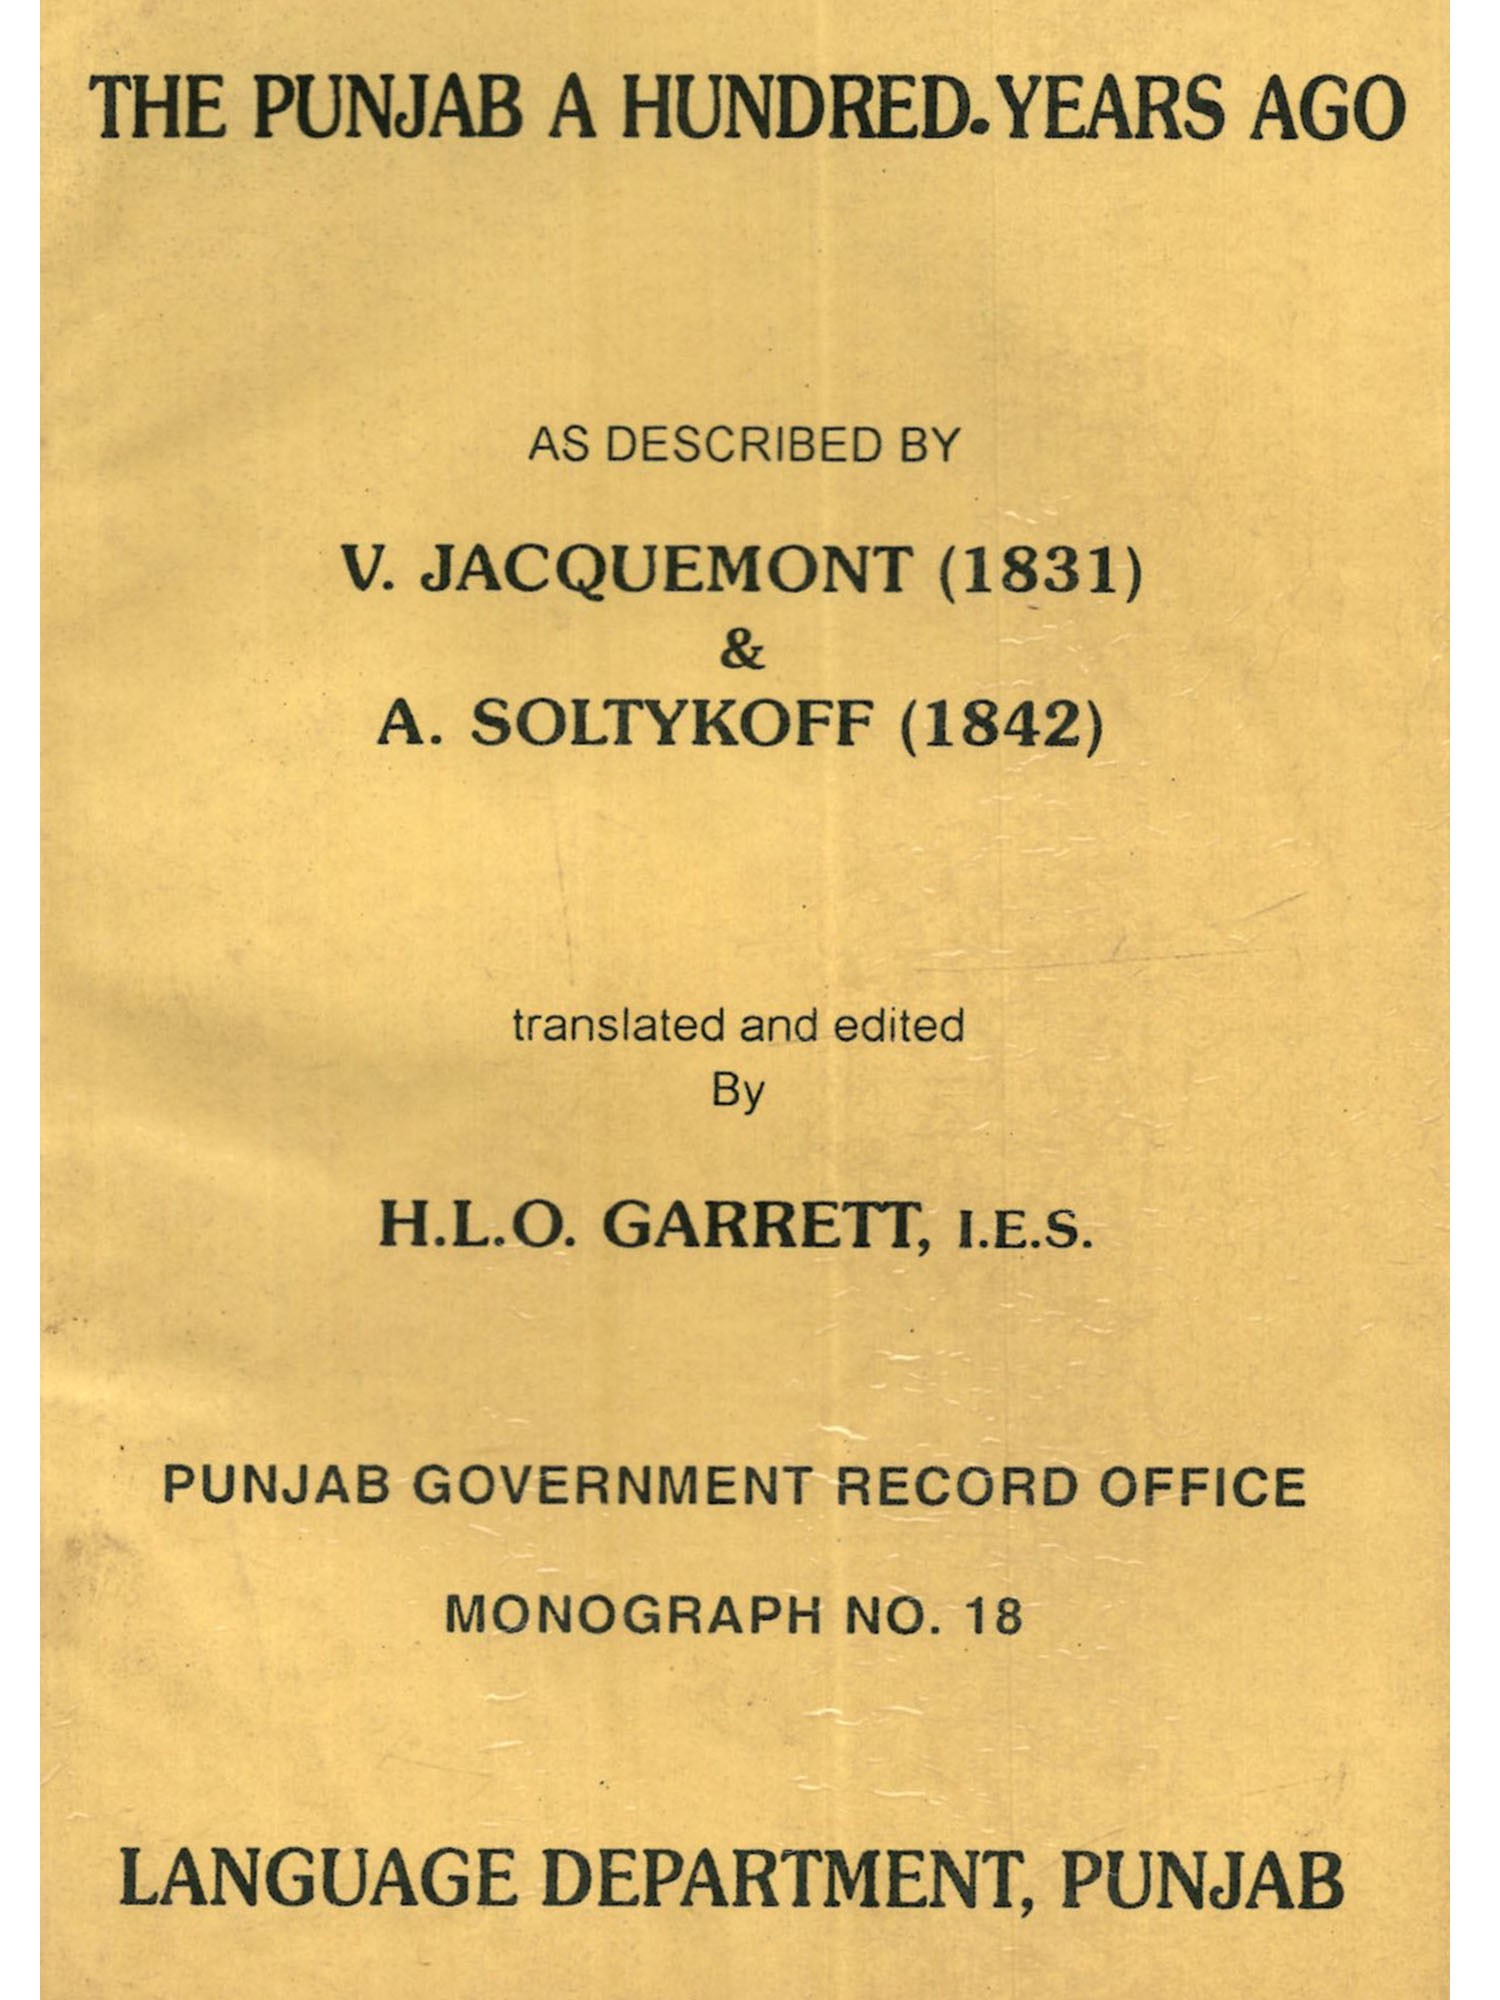 THE PUNJAB A HUNDRED.YEARS AGO
AS DESCRIBED BY
V. JACQUEMONT (1831)
&
A. SOLTYKOFF (1842)
translated and edited
By
H.L.O. GARRETT, I.E.S.
PUNJAB GOVERNMENT RECORD OFFICE
MONOGRAPH NO. 18
LANGUAGE DEPARTMENT, PUNJAB